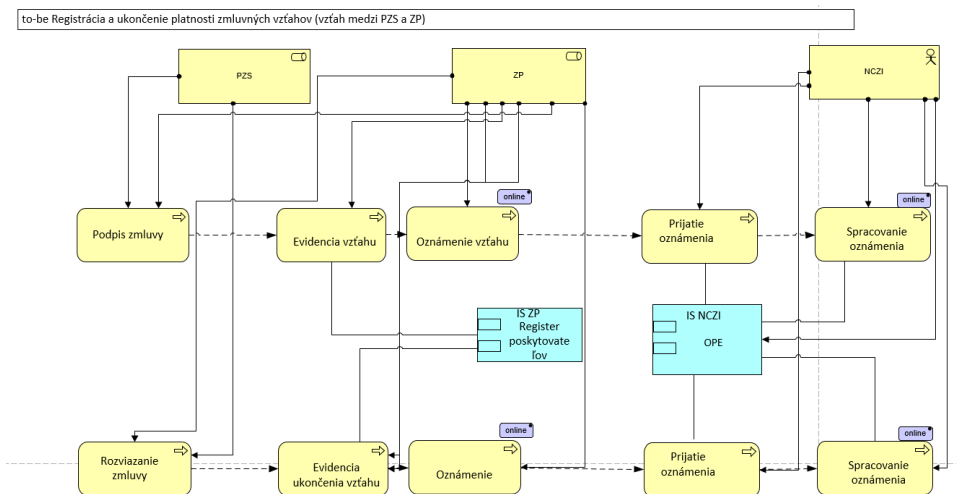 to-be Registrácia a ukončenie platnosti zmluvných vzťahov (vzťah medzi PZS a ZP)
PZS
ZP
NCZI
online
online
Podpis zmluvy
Evidencia vzťahu
Oznámenie vzťahu
Prijatie
oznámenia
Spracovanie
oznámenia
IS ZP
Register
poskytovate
ľov
IS NCZI
OPE
online
online
Rozviazanie
zmluvy
Evidencia
ukončenia vzťahu
Oznámenie
Prijatie
oznámenia
Spracovanie
oznámenia